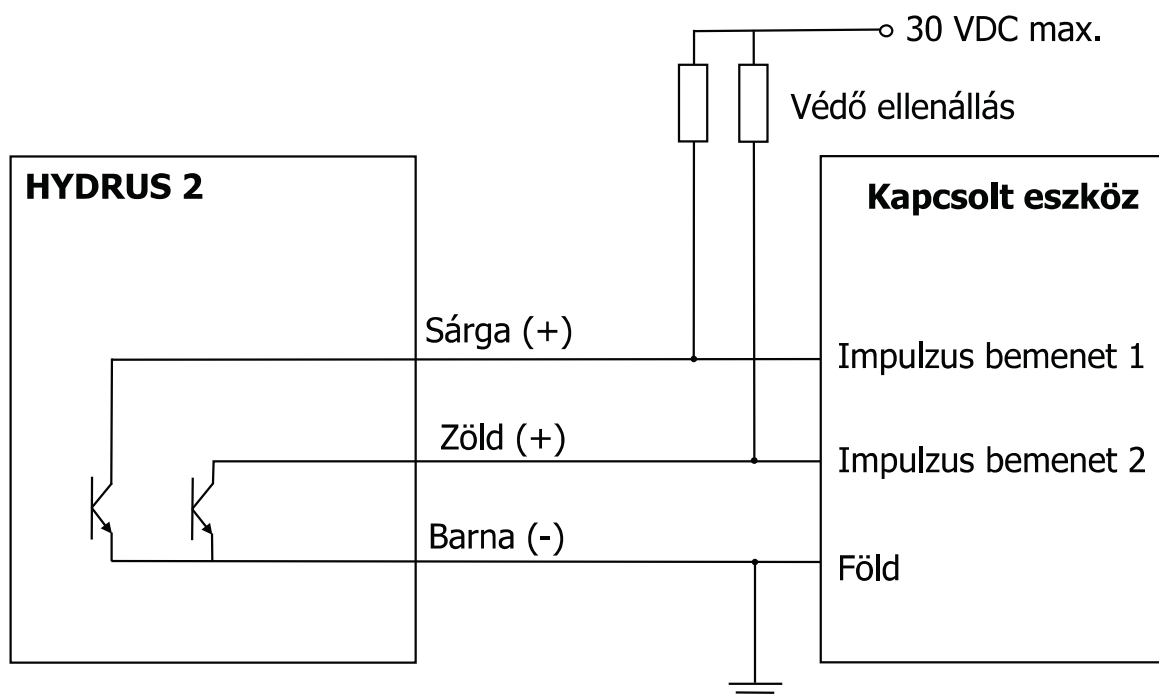 30 VDC max.
Védő ellenállás
HYDRUS 2
Kapcsolt eszköz
Sárga (+)
Impulzus bemenet 1
Zöld (+)
Impulzus bemenet 2
Barna (-)
Föld